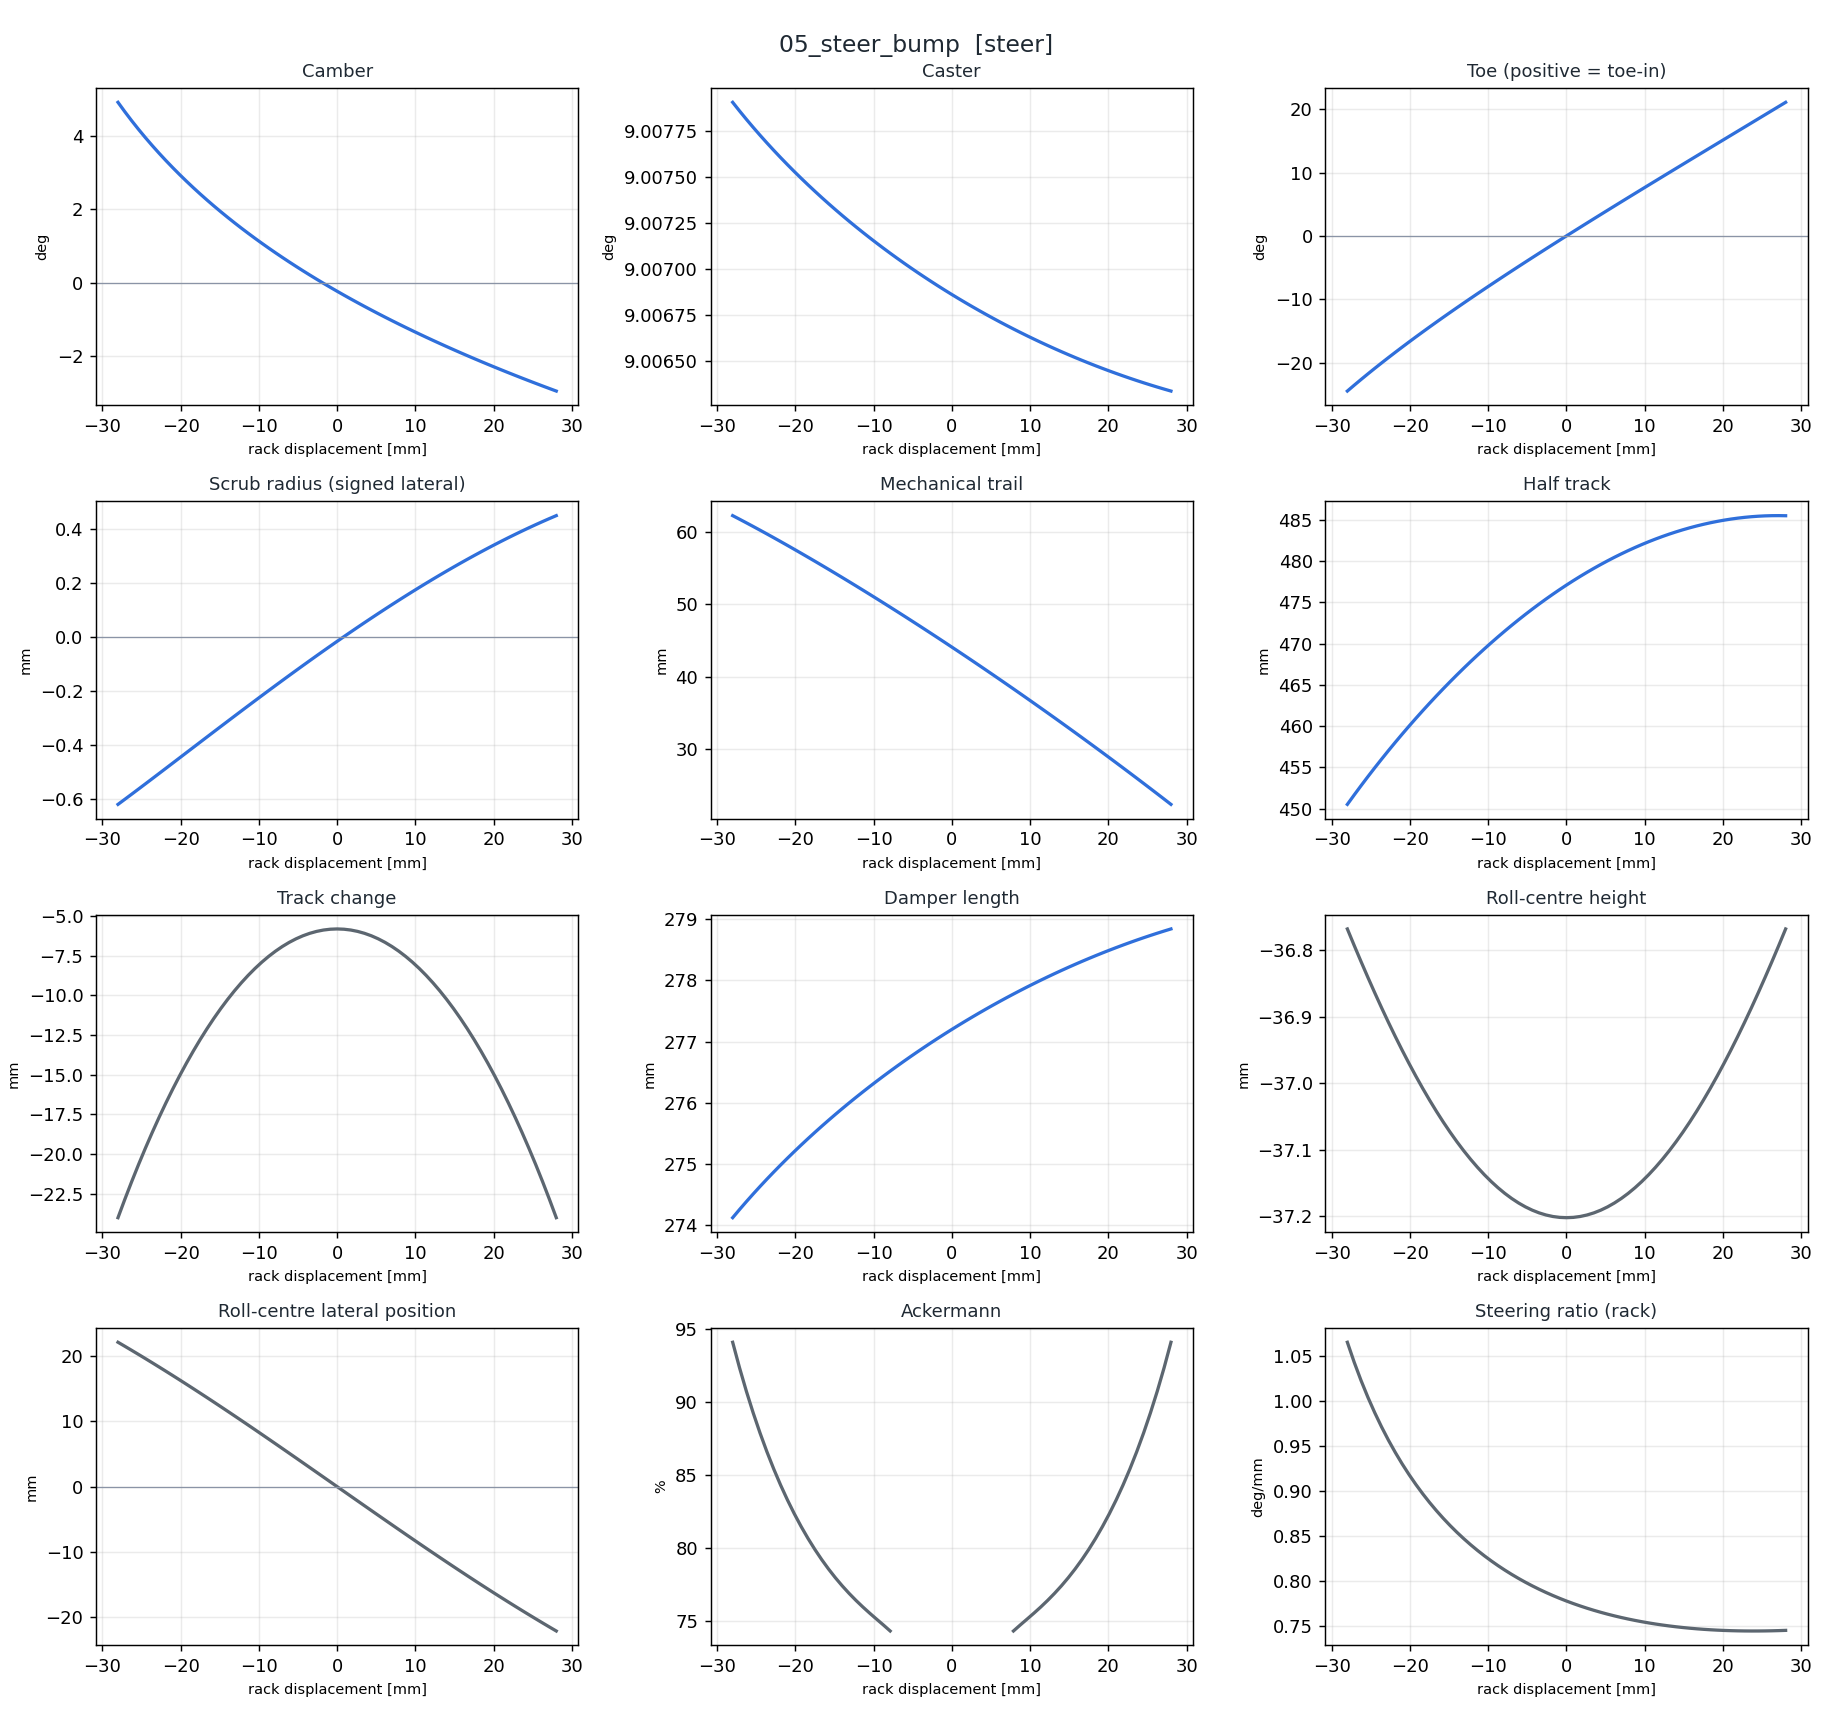 05_steer_bump  [steer]
Camber
deg
4
2
0
−2
−30 −20 −10 0 10 20 30
rack displacement [mm]
Caster
deg
9.00775
9.00750
9.00725
9.00700
9.00675
9.00650
−30 −20 −10 0 10 20 30
rack displacement [mm]
Toe (positive = toe-in)
deg
20
10
0
−10
−20
−30 −20 −10 0 10 20 30
rack displacement [mm]
Scrub radius (signed lateral)
mm
0.4
0.2
0.0
−0.2
−0.4
−0.6
−30 −20 −10 0 10 20 30
rack displacement [mm]
Mechanical trail
mm
60
50
40
30
−30 −20 −10 0 10 20 30
rack displacement [mm]
Half track
mm
485
480
475
470
465
460
455
450
−30 −20 −10 0 10 20 30
rack displacement [mm]
Track change
mm
−5.0
−7.5
−10.0
−12.5
−15.0
−17.5
−20.0
−22.5
−30 −20 −10 0 10 20 30
rack displacement [mm]
Damper length
mm
279
278
277
276
275
274
−30 −20 −10 0 10 20 30
rack displacement [mm]
Roll-centre height
mm
−36.8
−36.9
−37.0
−37.1
−37.2
−30 −20 −10 0 10 20 30
rack displacement [mm]
Roll-centre lateral position
mm
20
10
0
−10
−20
−30 −20 −10 0 10 20 30
rack displacement [mm]
Ackermann
%
95
90
85
80
75
−30 −20 −10 0 10 20 30
rack displacement [mm]
Steering ratio (rack)
deg/mm
1.05
1.00
0.95
0.90
0.85
0.80
0.75
−30 −20 −10 0 10 20 30
rack displacement [mm]